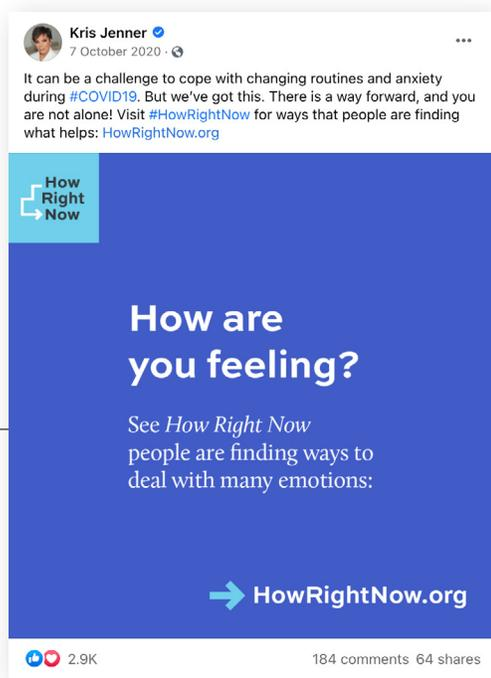 Kris Jenner
7 October 2020 ·
It can be a challenge to cope with changing routines and anxiety
during #COVID19. But we’ve got this. There is a way forward, and you
are not alone! Visit #HowRightNow for ways that people are finding
what helps: HowRightNow.org
How
Right
Now
How are
you feeling?
See How Right Now
people are finding ways to
deal with many emotions:
HowRightNow.org
2.9K
184 comments 64 shares